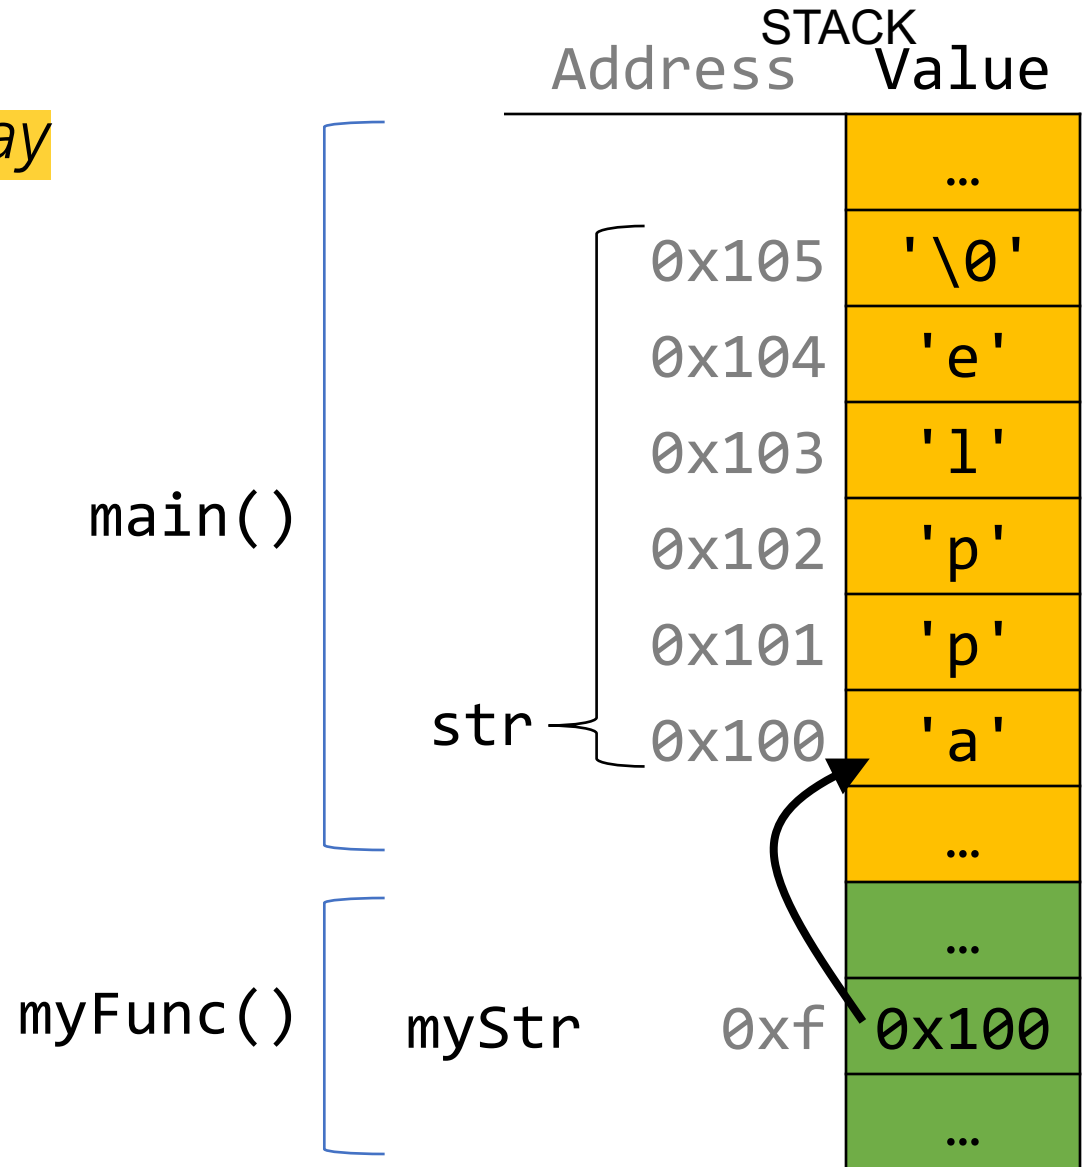 STACK
Address Value
ay
…
0x105 '\0'
0x104 'e'
0x103 'l'
main()
0x102 'p'
0x101 'p'
str 0x100 'a'
…
…
myFunc() myStr 0xf 0x100
…